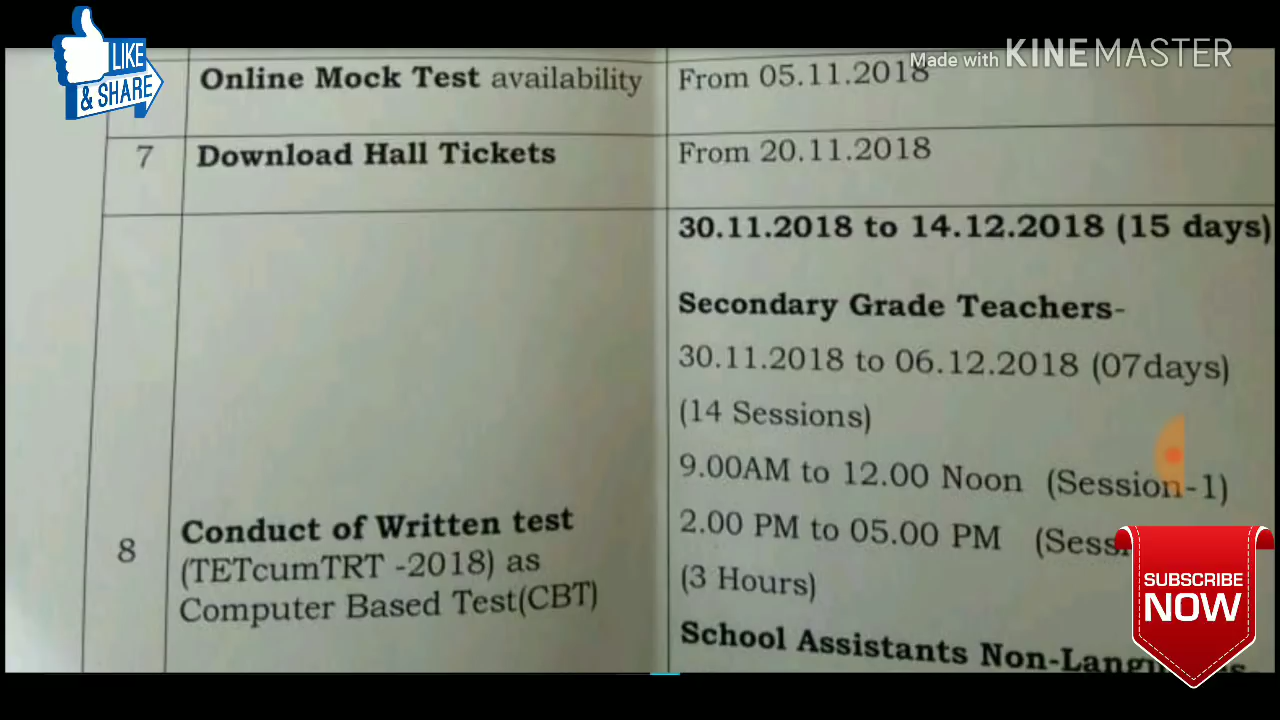 LIKE
& SHARE
Made with KINEMASTER
Online Mock Test availability
From 05.11.2018
7
Download Hall Tickets
From 20.11.2018
30.11.2018 to 14.12.2018 (15 days)
Secondary Grade Teachers-
30.11.2018 to 06.12.2018 (07days)
(14 Sessions)
9.00AM to 12.00 Noon (Session-1)
2.00 PM to 05.00 PM
(3 Hours)
8
Conduct of Written test
(TETcumTRT -2018) as
Computer Based Test(CBT)
School Assistants
SUBSCRIBE
NOW